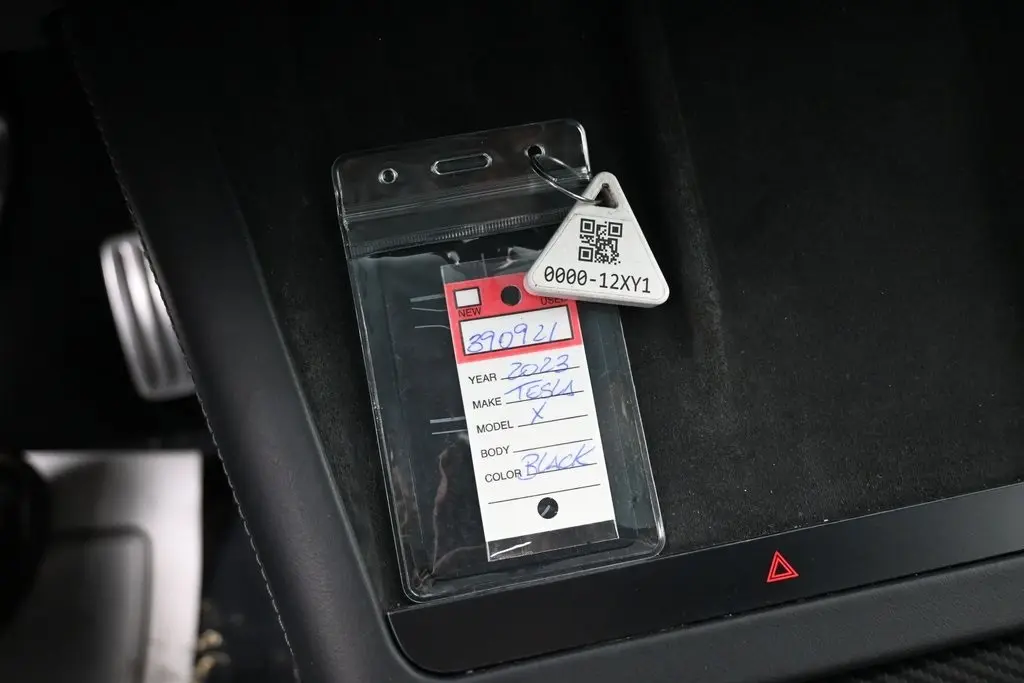 0000-12XY1
NEW USED
390921
YEAR 2023
MAKE TESLA
MODEL X
BODY
COLOR BLACK